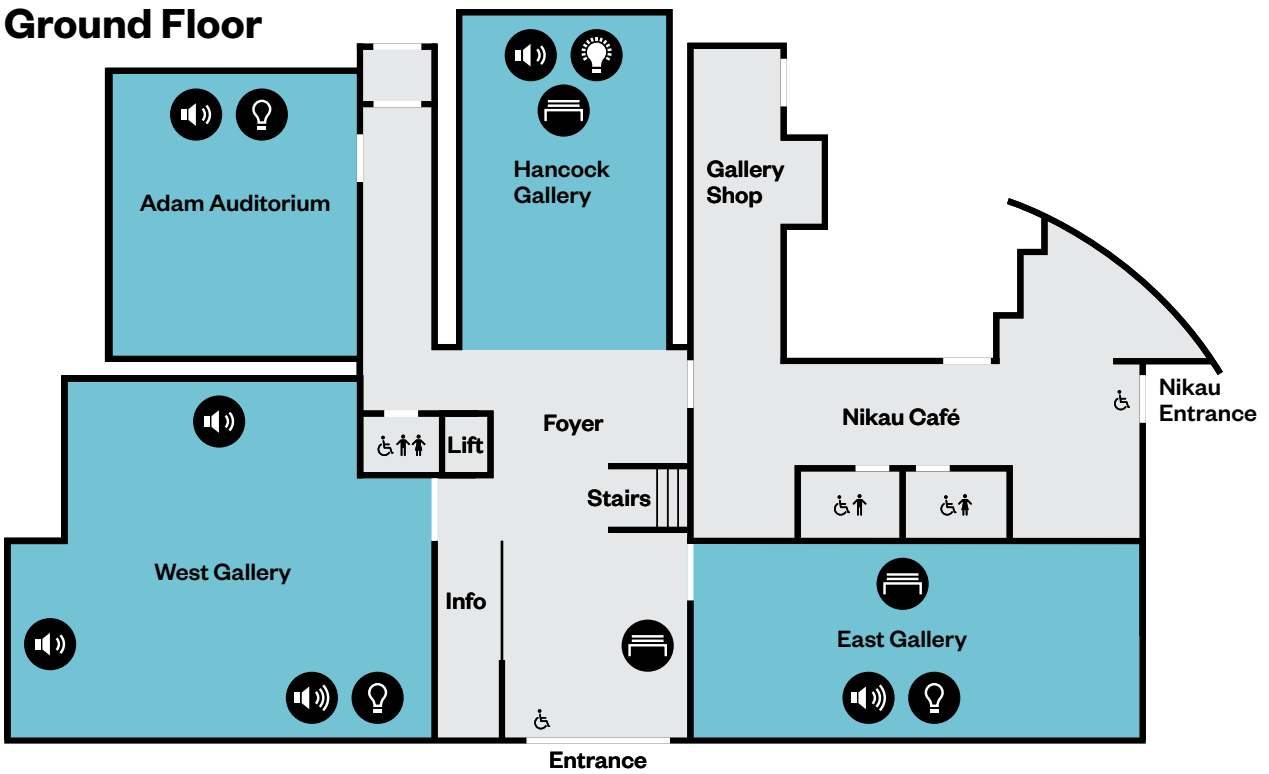 Ground Floor
Adam Auditorium
Hancock
Gallery
Gallery
Shop
Nikau
Entrance
Nikau Café
Foyer
Lift
Stairs
West Gallery
Info
East Gallery
Entrance